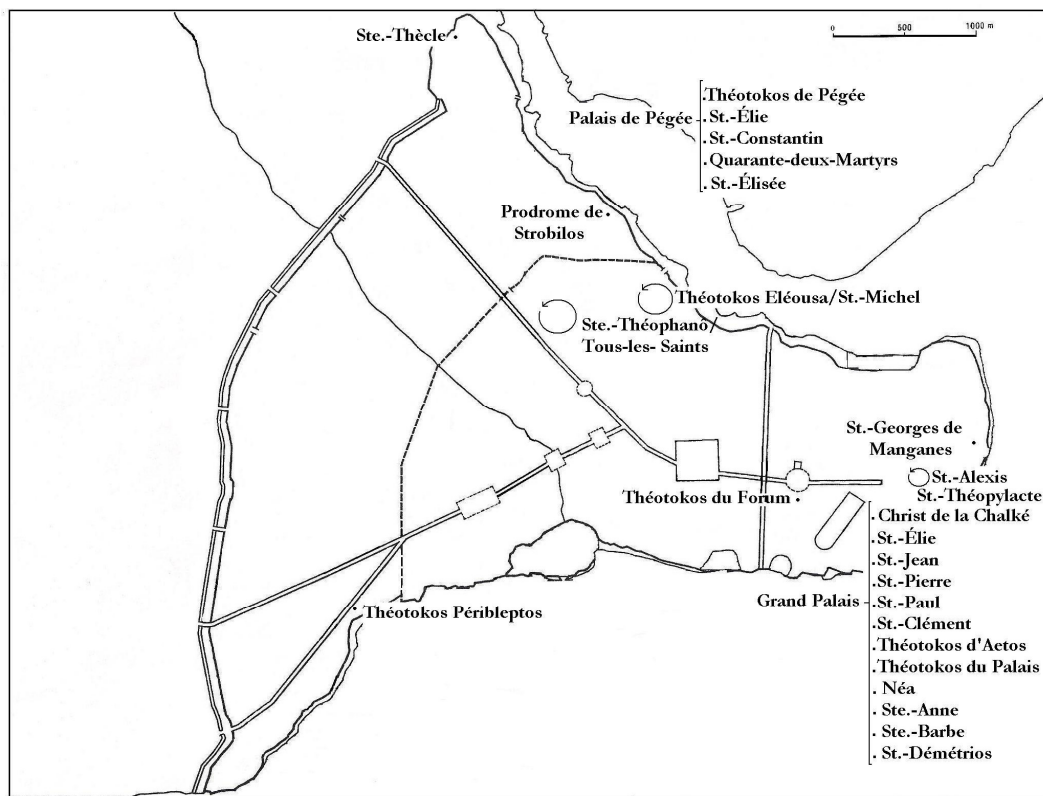 0 500 1000 m
Ste.-Thècle
Palais de Pégée
.Théotokos de Pégée
.St.-Élie
.St.-Constantin
.Quarante-deux-Martyrs
.St.-Élisée
Prodrome de
Strobilos
Théotokos Eléousa/St.-Michel
Ste.-Théophanô/
Tous-les- Saints
St.-Georges de
Manganes
St.-Alexis
St.-Théopylacte
Théotokos du Forum
Grand Palais
. Christ de la Chalké
.St.-Élie
.St.-Jean
.St.-Pierre
.St.-Paul
.St.-Clément
.Théotokos d'Aetos
.Théotokos du Palais
. Néa
. Ste.-Anne
. Ste.-Barbe
. St.-Démétrios
Théotokos Péribleptos